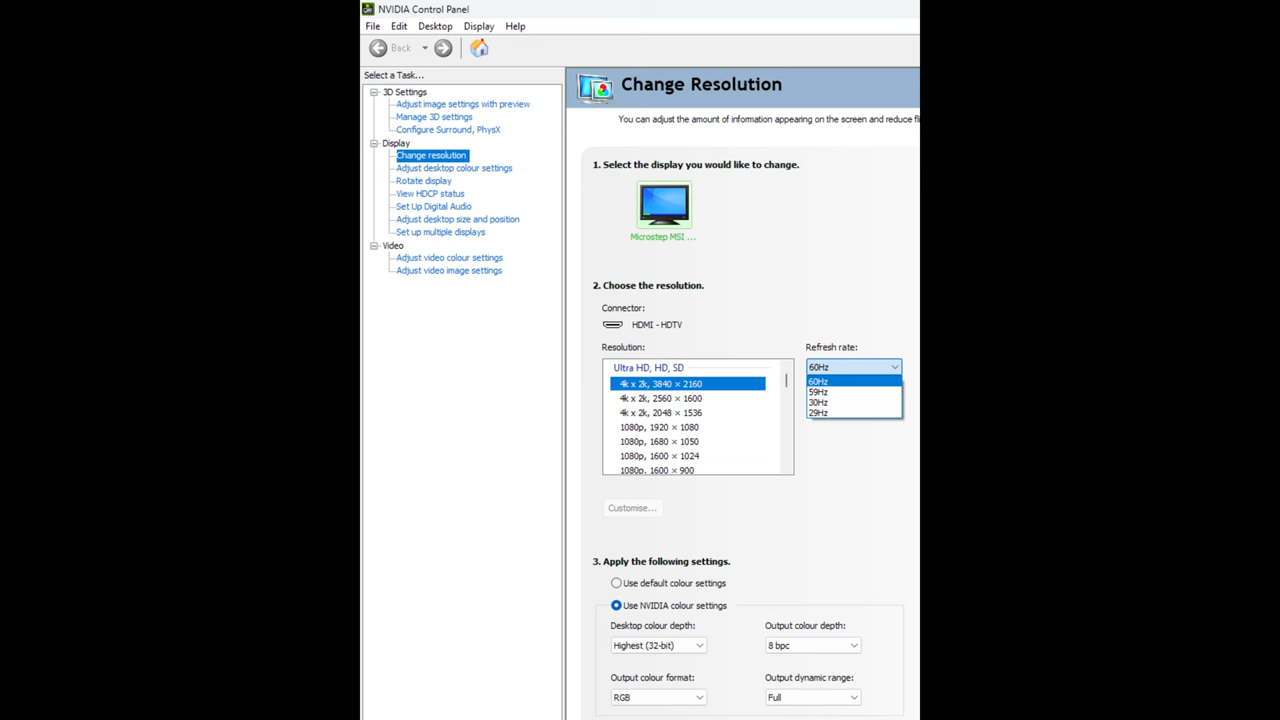 NVIDIA Control Panel
File Edit Desktop Display Help
Back
Select a Task...
3D Settings
Adjust image settings with preview
Manage 3D settings
Configure Surround, PhysX
Display
Change resolution
Adjust desktop colour settings
Rotate display
View HDCP status
Set Up Digital Audio
Adjust desktop size and position
Set up multiple displays
Video
Adjust video colour settings
Adjust video image settings
Change Resolution
You can adjust the amount of information appearing on the screen and reduce
1. Select the display you would like to change.
Microstep MSI ...
2. Choose the resolution.
Connector:
HDMI - HDTV
Resolution:
Ultra HD, HD, SD
4k x 2k, 3840 × 2160
4k x 2k, 2560 × 1600
4k x 2k, 2048 × 1536
1080p, 1920 × 1080
1080p, 1680 × 1050
1080p, 1600 × 1024
1080p, 1600 × 900
Refresh rate:
60Hz
60Hz
59Hz
30Hz
29Hz
Customise...
3. Apply the following settings.
Use default colour settings
Use NVIDIA colour settings
Desktop colour depth:
Highest (32-bit)
Output colour depth:
8 bpc
Output colour format:
RGB
Output dynamic range:
Full